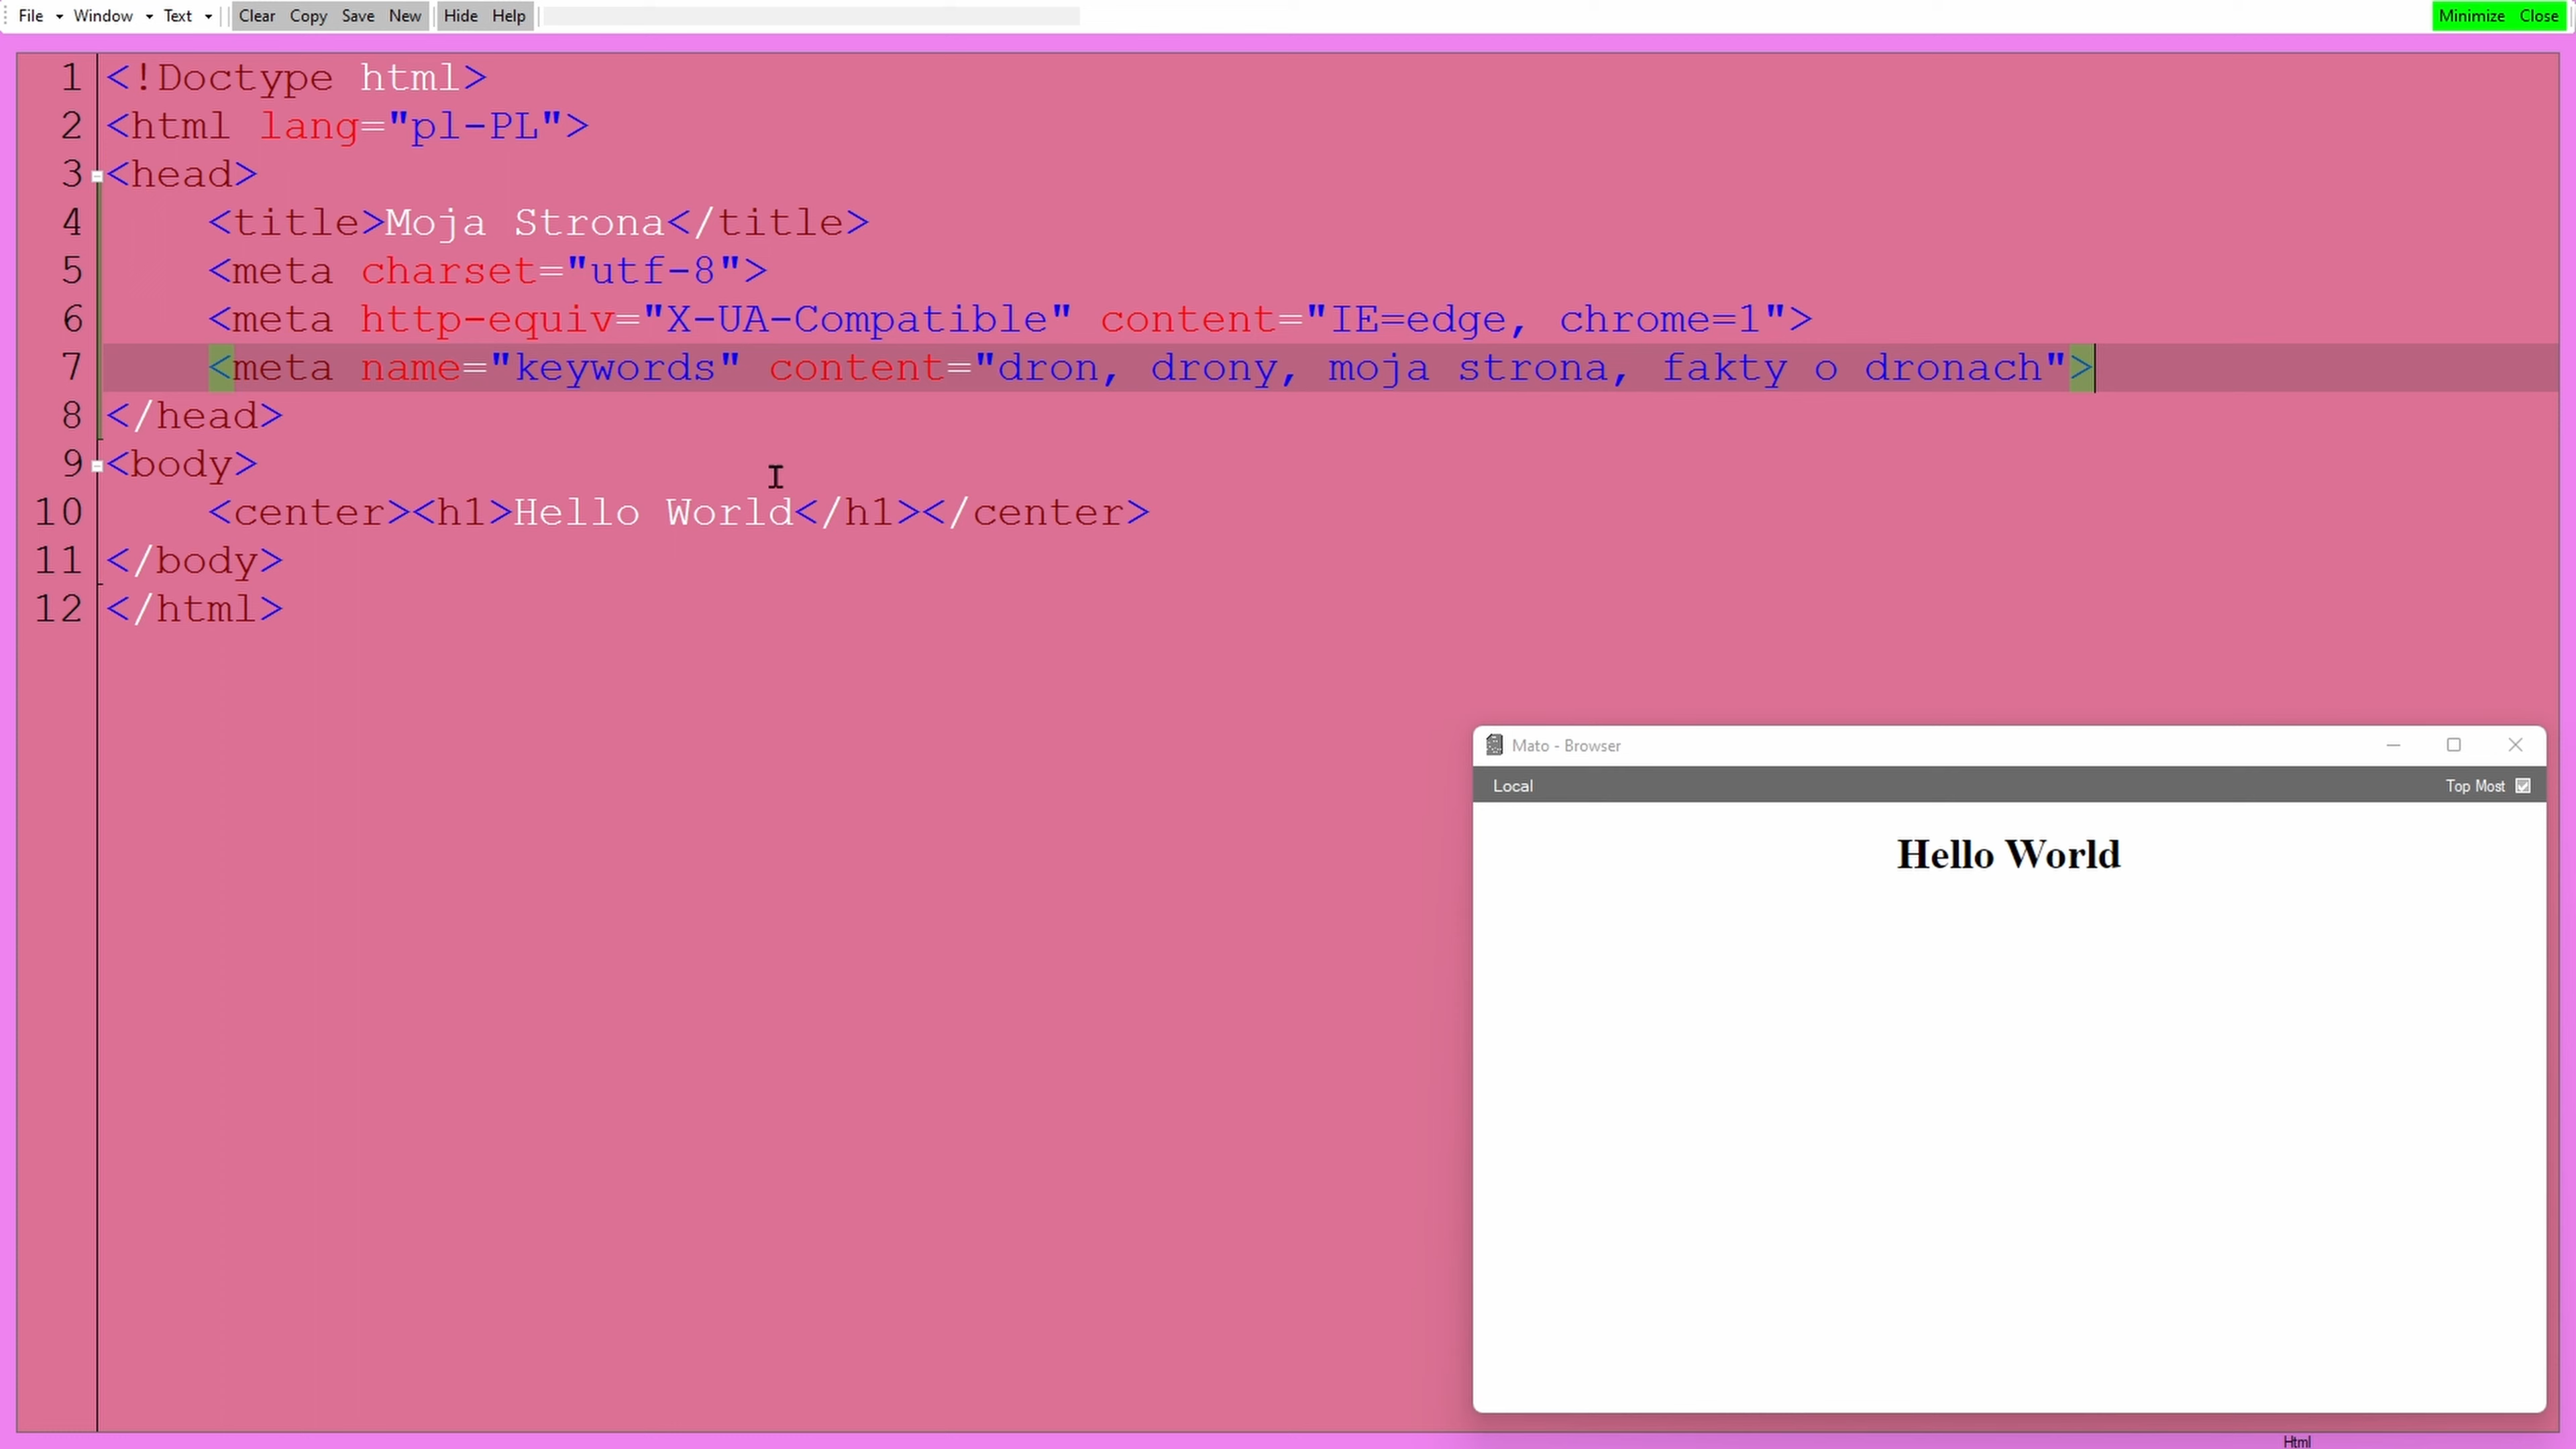 File Window Text Clear Copy Save New Hide Help Minimize Close
1 <!Doctype html>
2 <html lang="pl-PL">
3 <head>
4 <title>Moja Strona</title>
5 <meta charset="utf-8">
6 <meta http-equiv="X-UA-Compatible" content="IE=edge, chrome=1">
7 <meta name="keywords" content="dron, drony, moja strona, fakty o dronach">
8 </head>
9 <body>
10 <center><h1>Hello World</h1></center>
11 </body>
12 </html>
Mato - Browser
Local Top Most
Hello World
Html